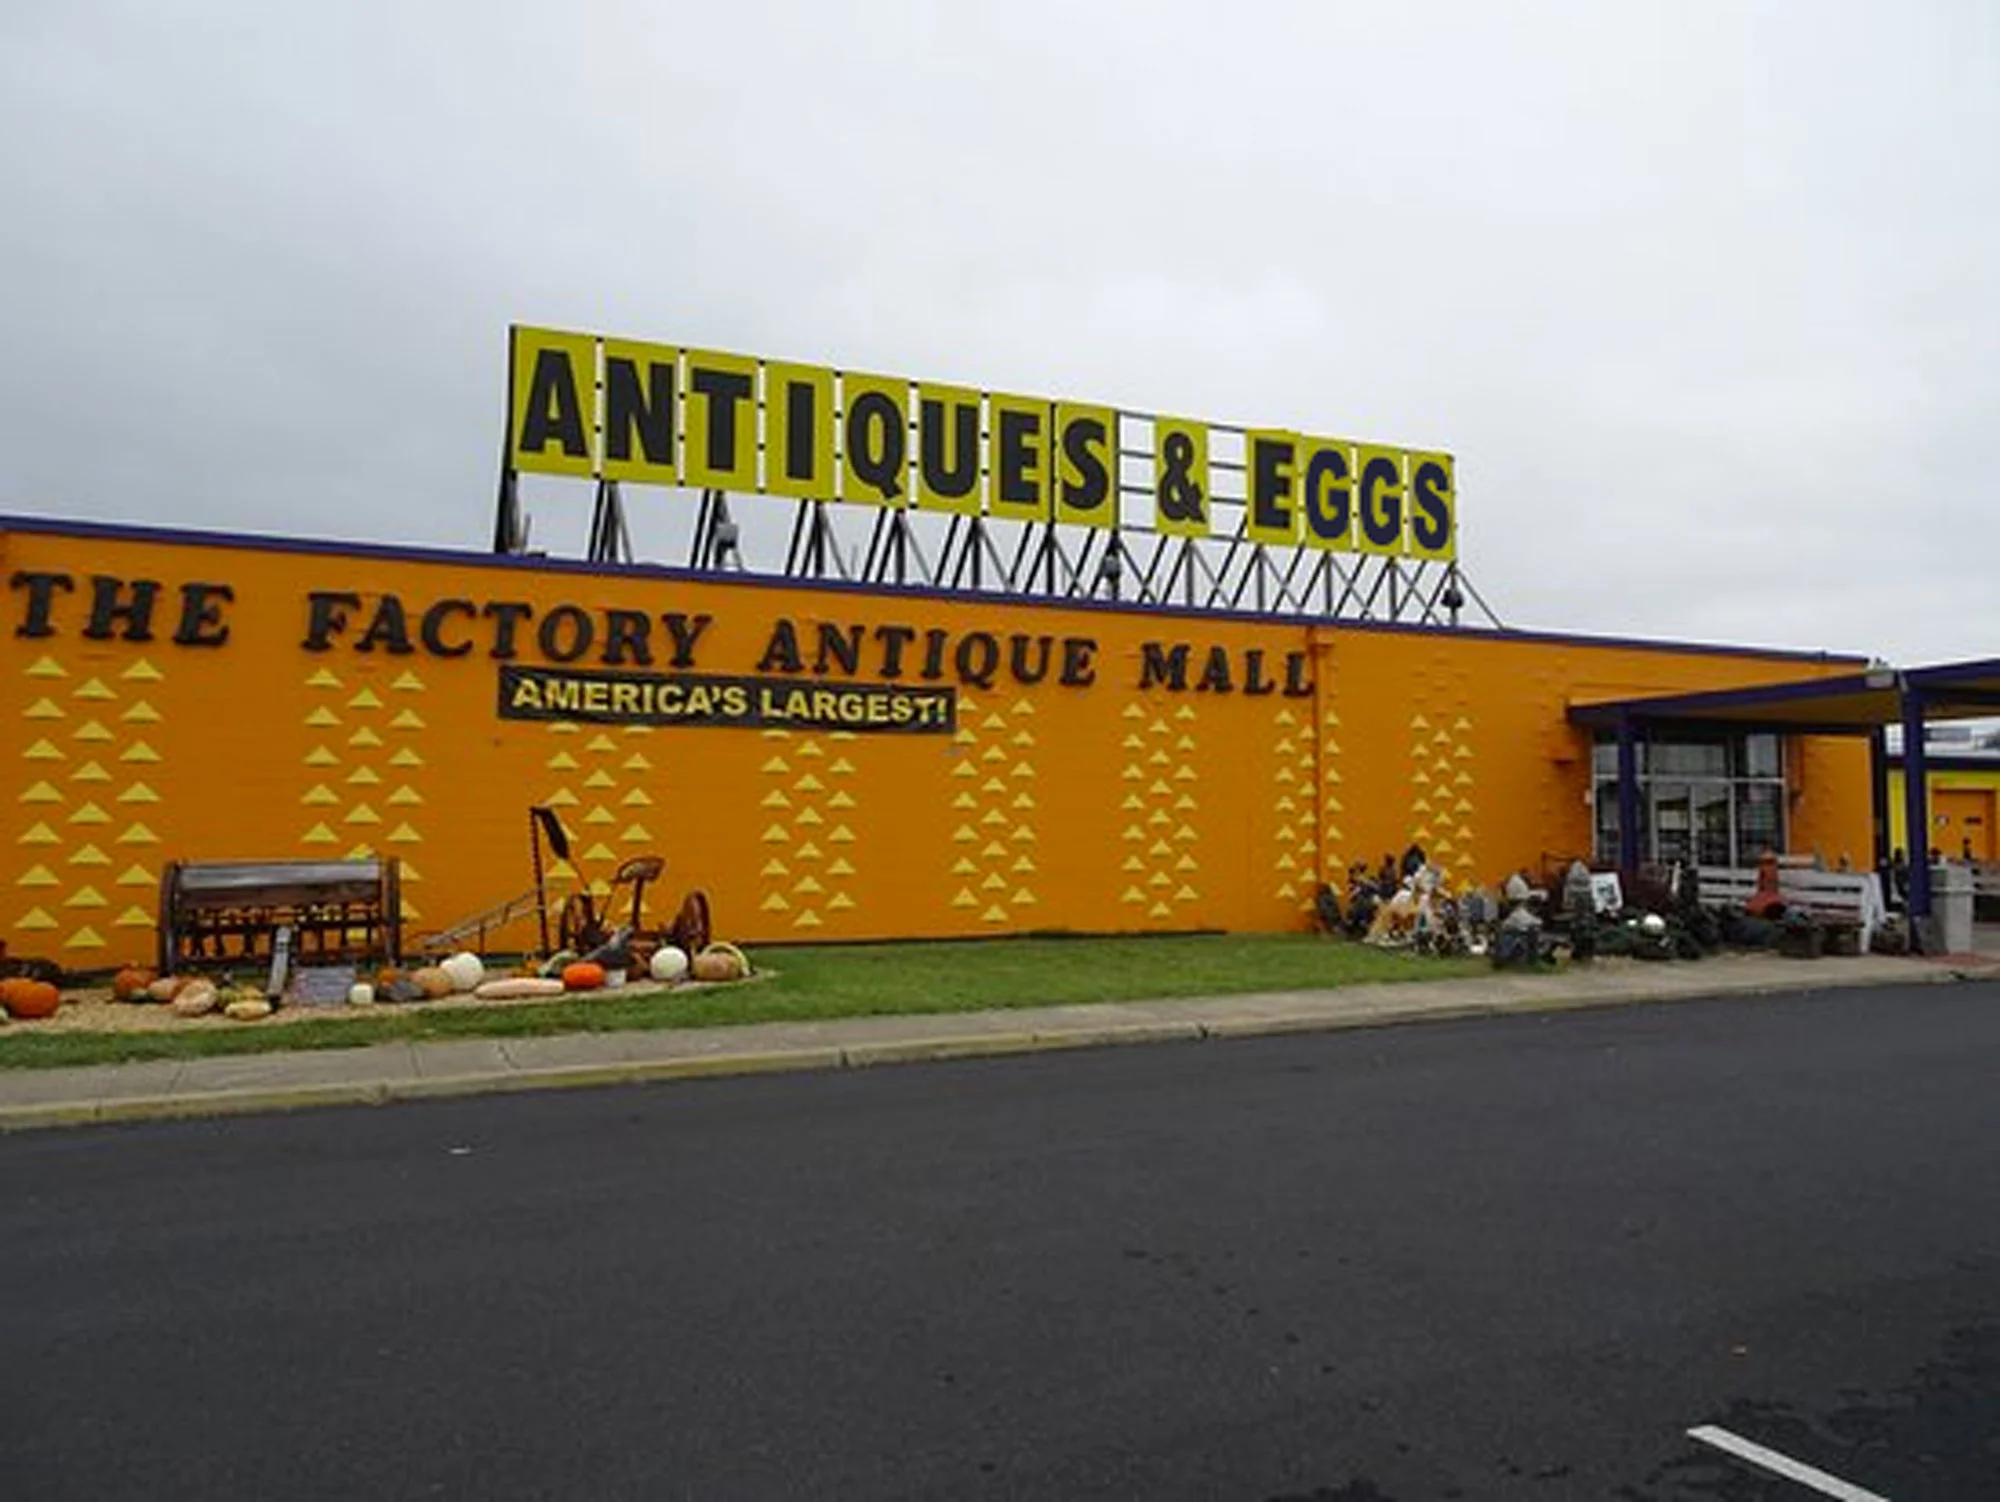 ANTIQUES & EGGS
THE FACTORY ANTIQUE MALL
AMERICA'S LARGEST!